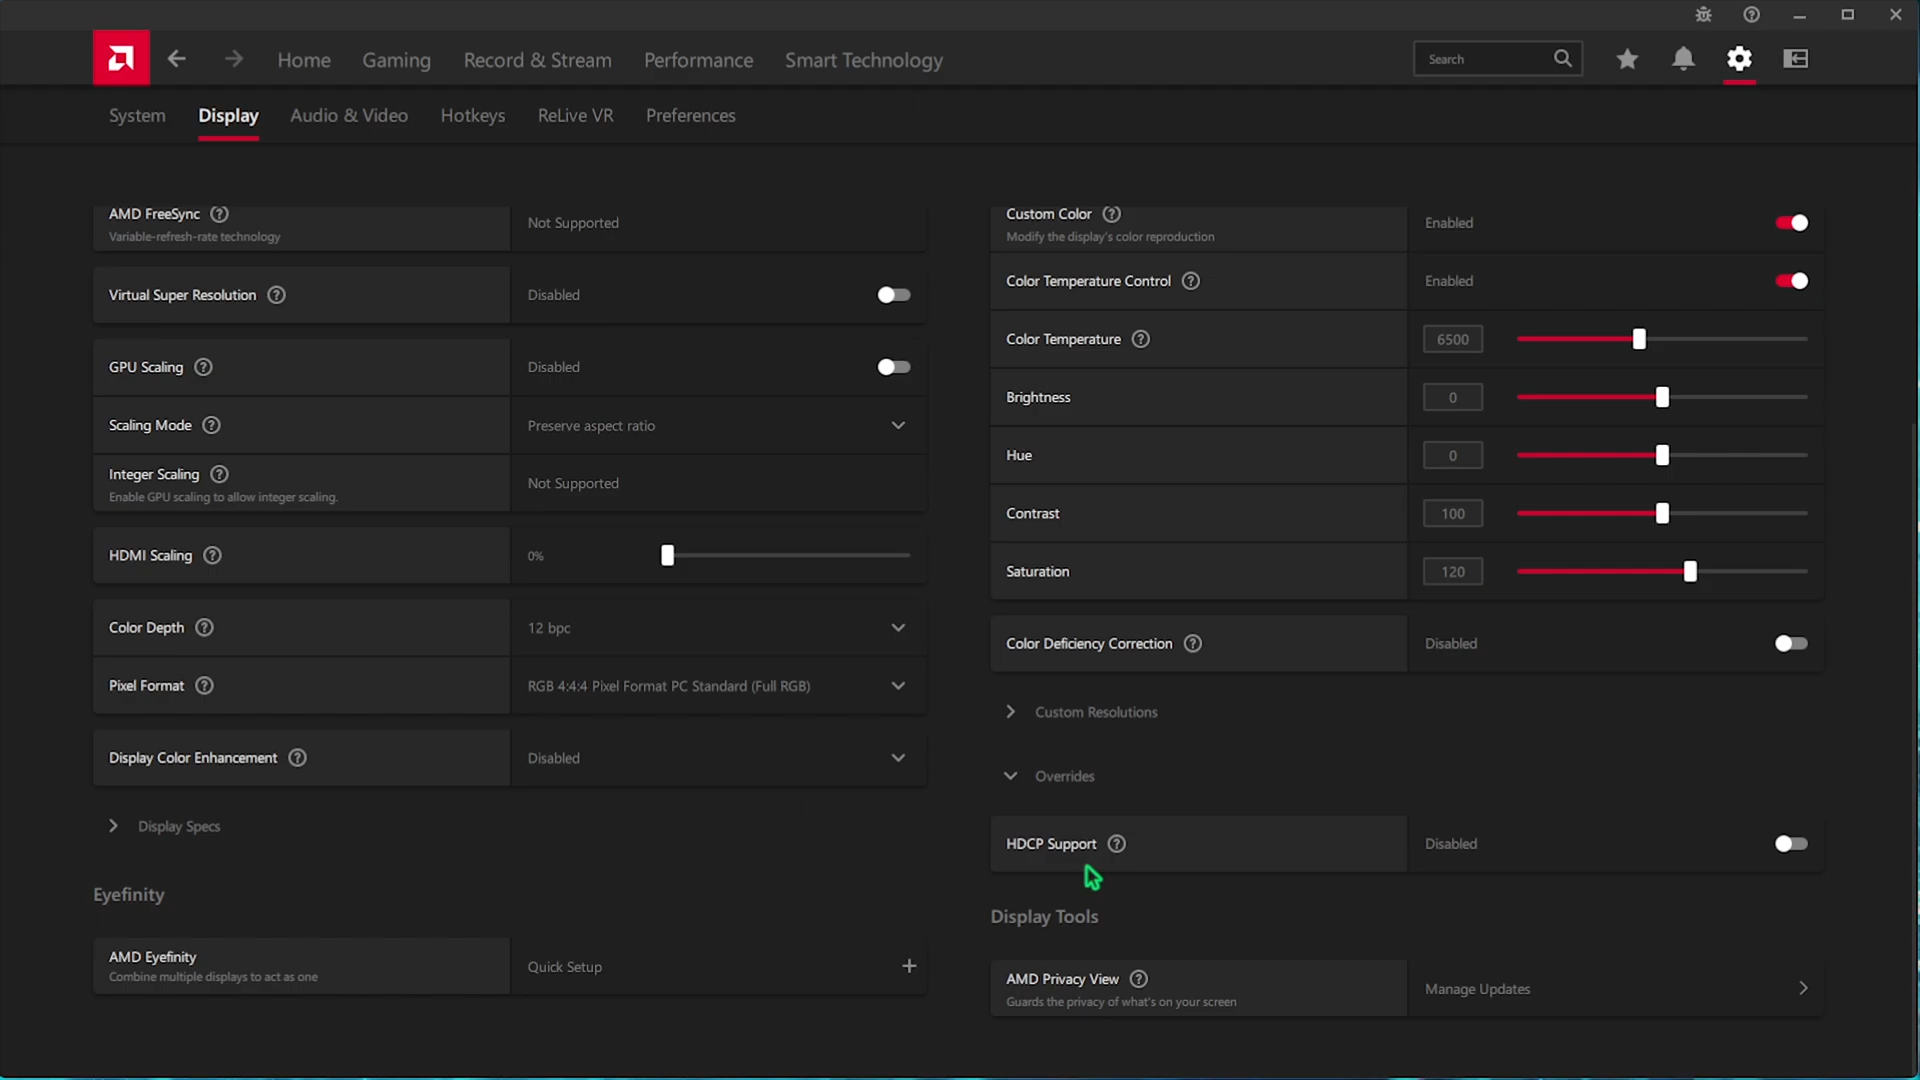 Home
Gaming
Record & Stream
Performance
Smart Technology
Search
System
Display
Audio & Video
Hotkeys
ReLive VR
Preferences
AMD FreeSync
Variable-refresh-rate technology
Not Supported
Virtual Super Resolution
Disabled
GPU Scaling
Disabled
Scaling Mode
Preserve aspect ratio
Integer Scaling
Enable GPU scaling to allow integer scaling.
Not Supported
HDMI Scaling
0%
Color Depth
12 bpc
Pixel Format
RGB 4:4:4 Pixel Format PC Standard (Full RGB)
Display Color Enhancement
Disabled
Display Specs
Eyefinity
AMD Eyefinity
Combine multiple displays to act as one
Quick Setup
Custom Color
Modify the display's color reproduction
Enabled
Color Temperature Control
Enabled
Color Temperature
6500
Brightness
0
Hue
0
Contrast
100
Saturation
120
Color Deficiency Correction
Disabled
Custom Resolutions
Overrides
HDCP Support
Disabled
Display Tools
AMD Privacy View
Guards the privacy of what's on your screen
Manage Updates